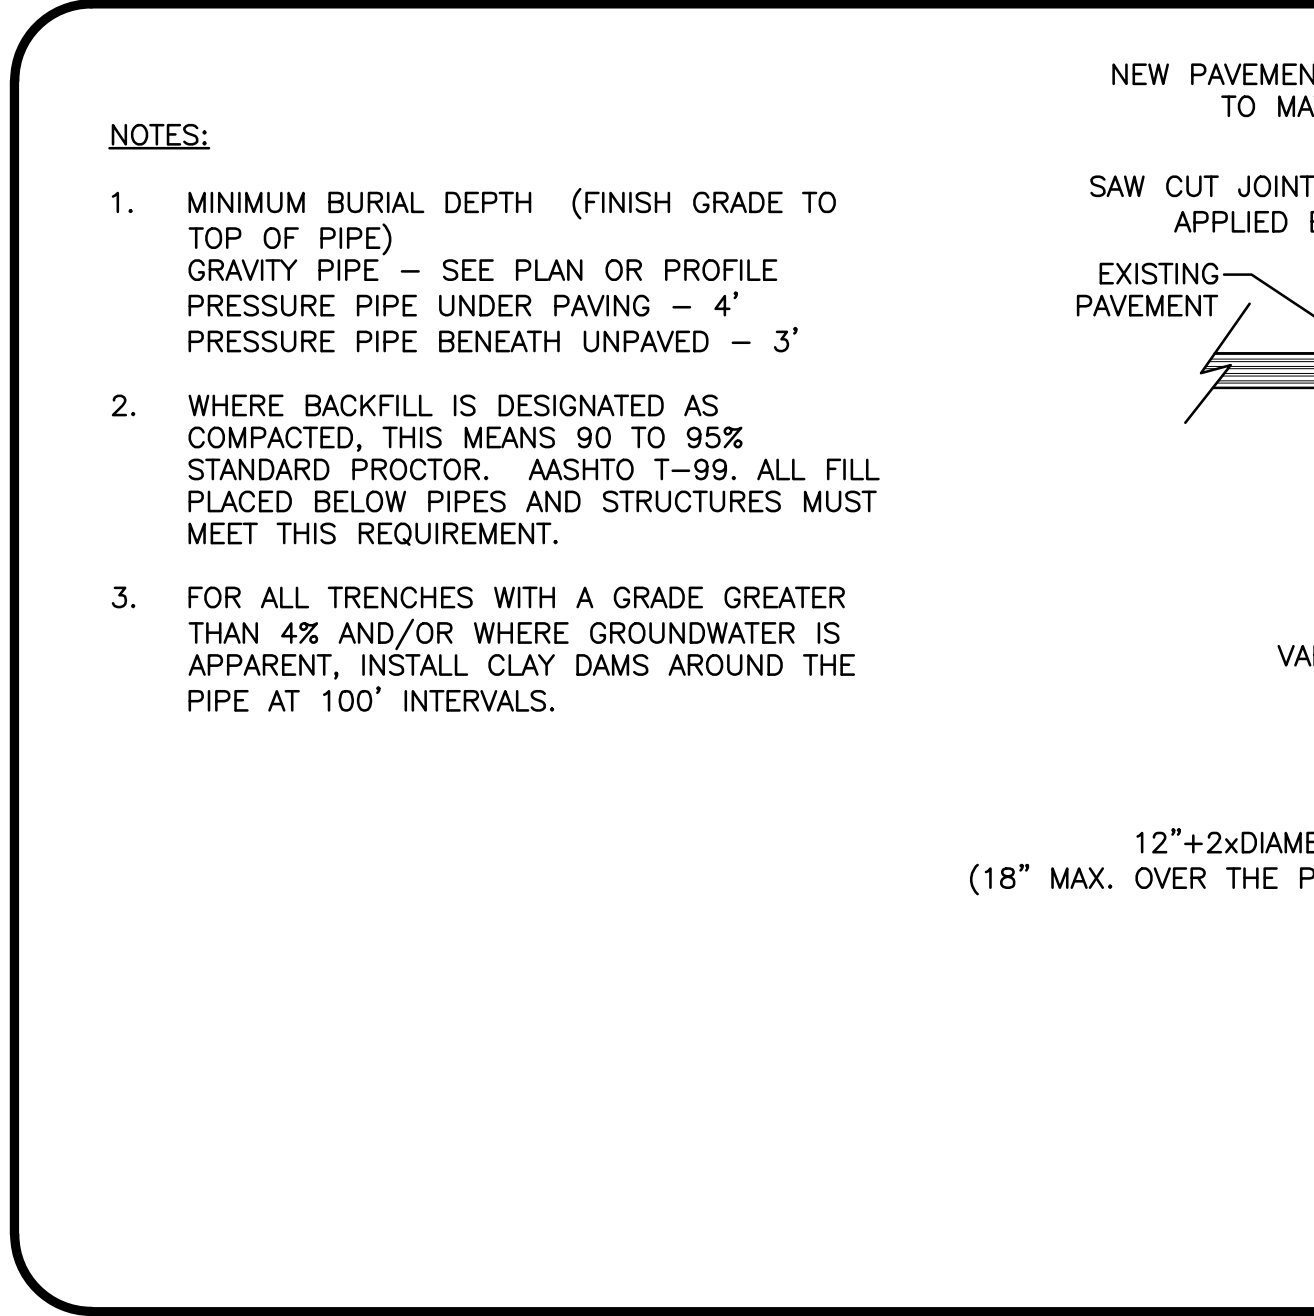 NOTES:
1. MINIMUM BURIAL DEPTH (FINISH GRADE TO
TOP OF PIPE)
GRAVITY PIPE – SEE PLAN OR PROFILE
PRESSURE PIPE UNDER PAVING – 4'
PRESSURE PIPE BENEATH UNPAVED – 3'
2. WHERE BACKFILL IS DESIGNATED AS
COMPACTED, THIS MEANS 90 TO 95%
STANDARD PROCTOR. AASHTO T–99. ALL FILL
PLACED BELOW PIPES AND STRUCTURES MUST
MEET THIS REQUIREMENT.
3. FOR ALL TRENCHES WITH A GRADE GREATER
THAN 4% AND/OR WHERE GROUNDWATER IS
APPARENT, INSTALL CLAY DAMS AROUND THE
PIPE AT 100' INTERVALS.
NEW
TO
SAW CUT JOINT
APPLIED
EXISTING
PAVEMENT
(18" MAX. OVER THE